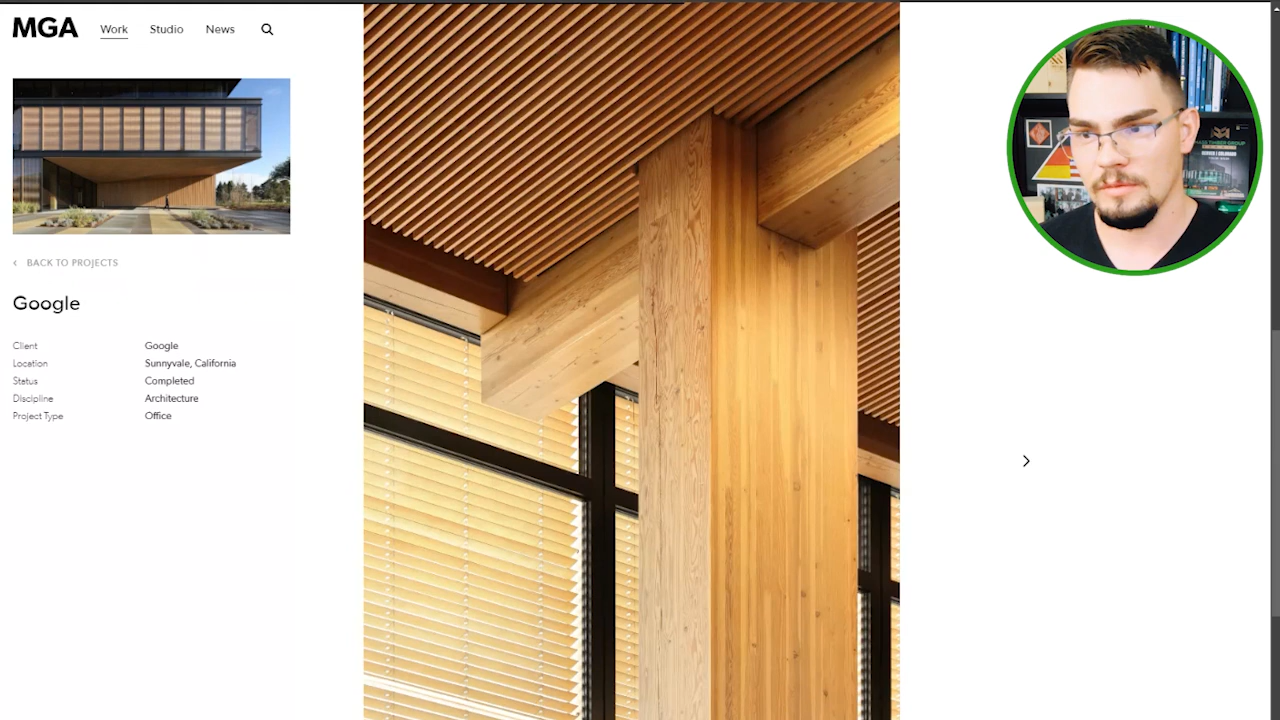 MGA
Work
Studio
News
BACK TO PROJECTS
Google
Client Google
Location Sunnyvale, California
Status Completed
Discipline Architecture
Project Type Office